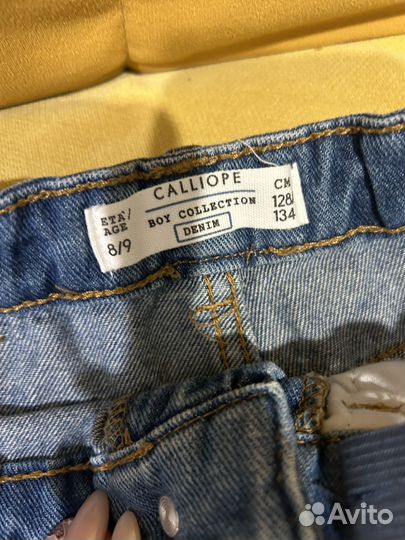 CALLIOPE
ETA'/
AGE
8/9
BOY COLLECTION
DENIM
CM
128/
134
Avito